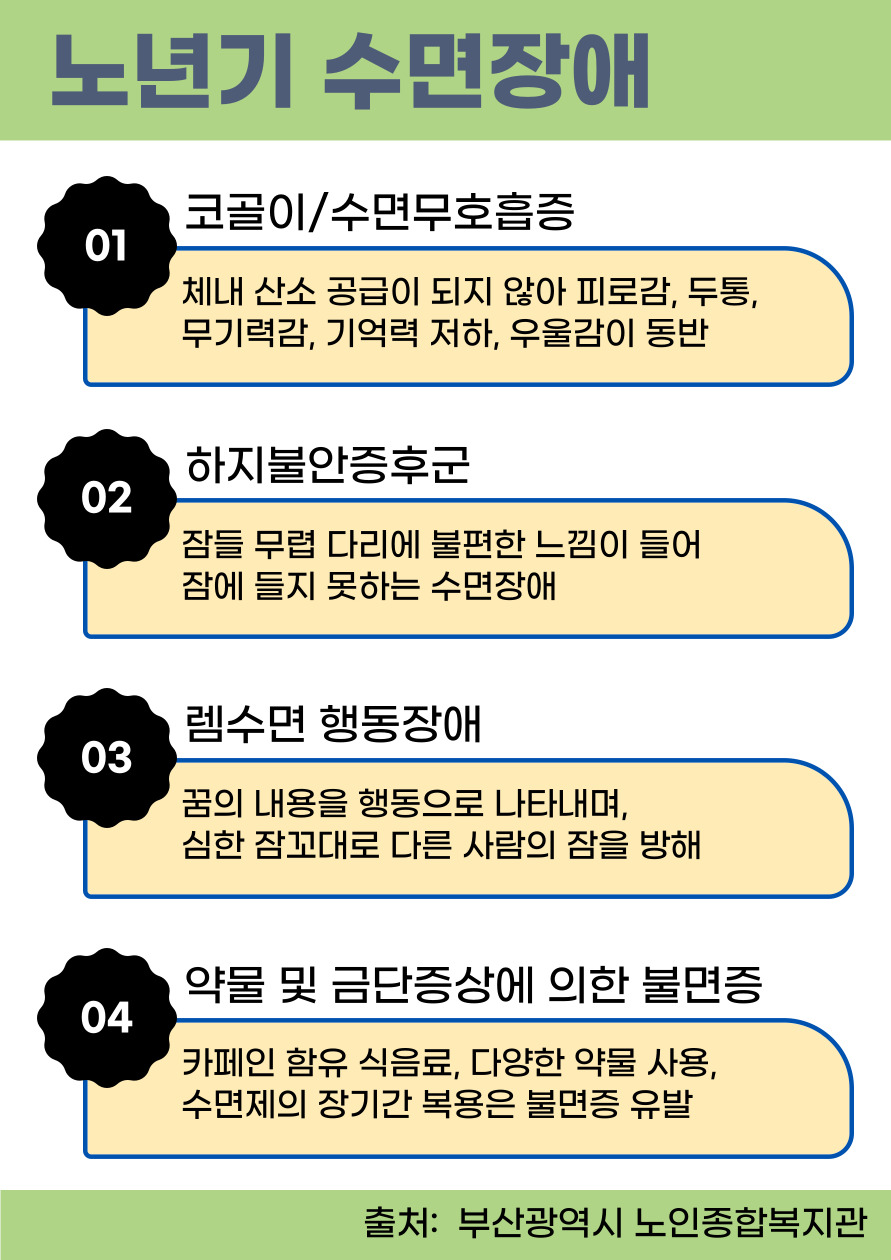 노년기 수면장애
01
코골이/수면무호흡증
체내 산소 공급이 되지 않아 피로감, 두통,
무기력감, 기억력 저하, 우울감이 동반
02
하지불안증후군
잠들 무렵 다리에 불편한 느낌이 들어
잠에 들지 못하는 수면장애
03
렘수면 행동장애
꿈의 내용을 행동으로 나타내며,
심한 잠꼬대로 다른 사람의 잠을 방해
04
약물 및 금단증상에 의한 불면증
카페인 함유 식음료, 다양한 약물 사용,
수면제의 장기간 복용은 불면증 유발
출처: 부산광역시 노인종합복지관